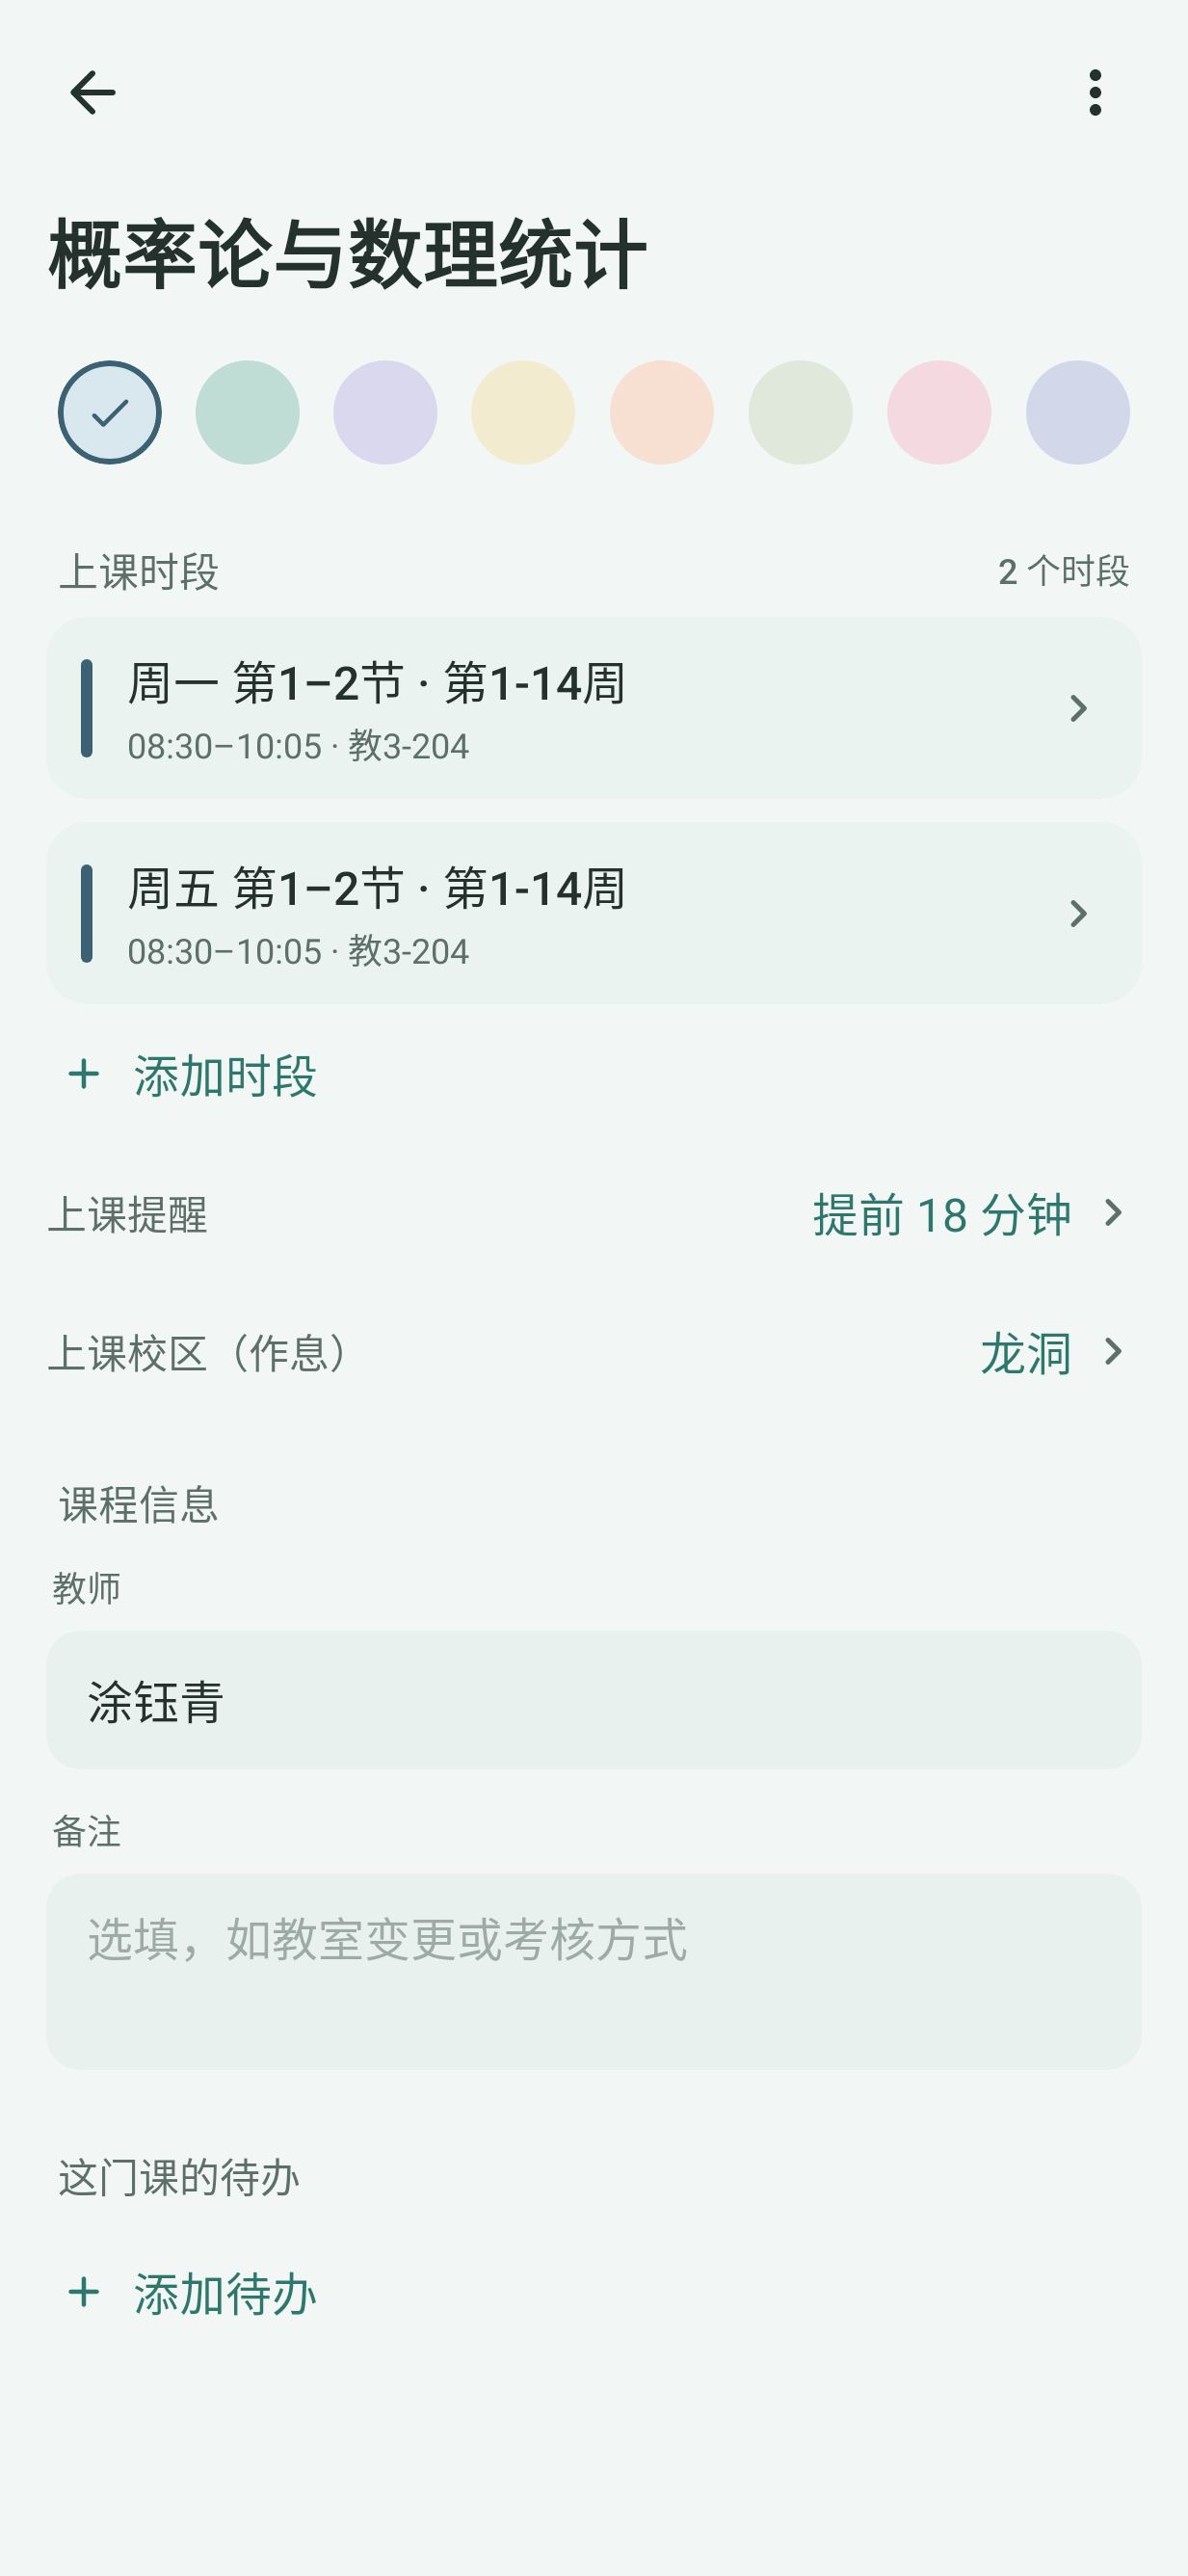 概率论与数理统计
上课时段
2 个时段
周一 第1–2节 · 第1-14周
08:30–10:05 · 教3-204
周五 第1–2节 · 第1-14周
08:30–10:05 · 教3-204
添加时段
上课提醒
提前 18 分钟
上课校区（作息）
龙洞
课程信息
教师
涂钰青
备注
选填，如教室变更或考核方式
这门课的待办
添加待办